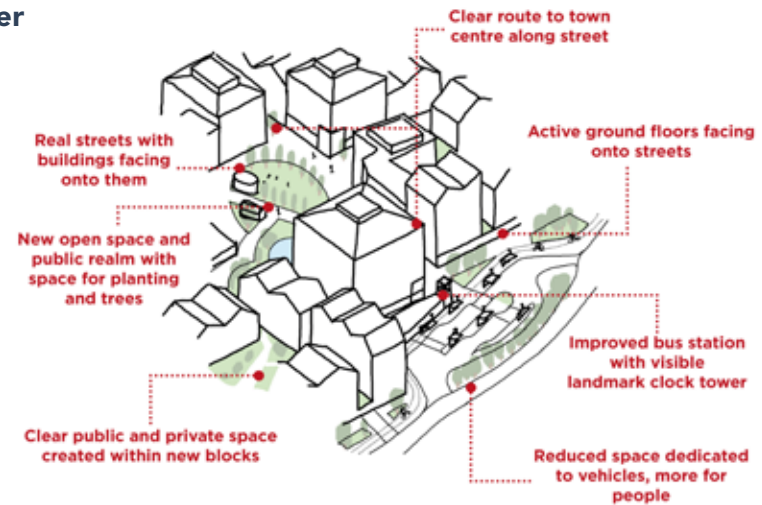 er
Clear route to town
centre along street
Real streets with
buildings facing
onto them
Active ground floors facing
onto streets
New open space and
public realm with
space for planting
and trees
Improved bus station
with visible
landmark clock tower
Clear public and private space
created within new blocks
Reduced space dedicated
to vehicles, more for
people